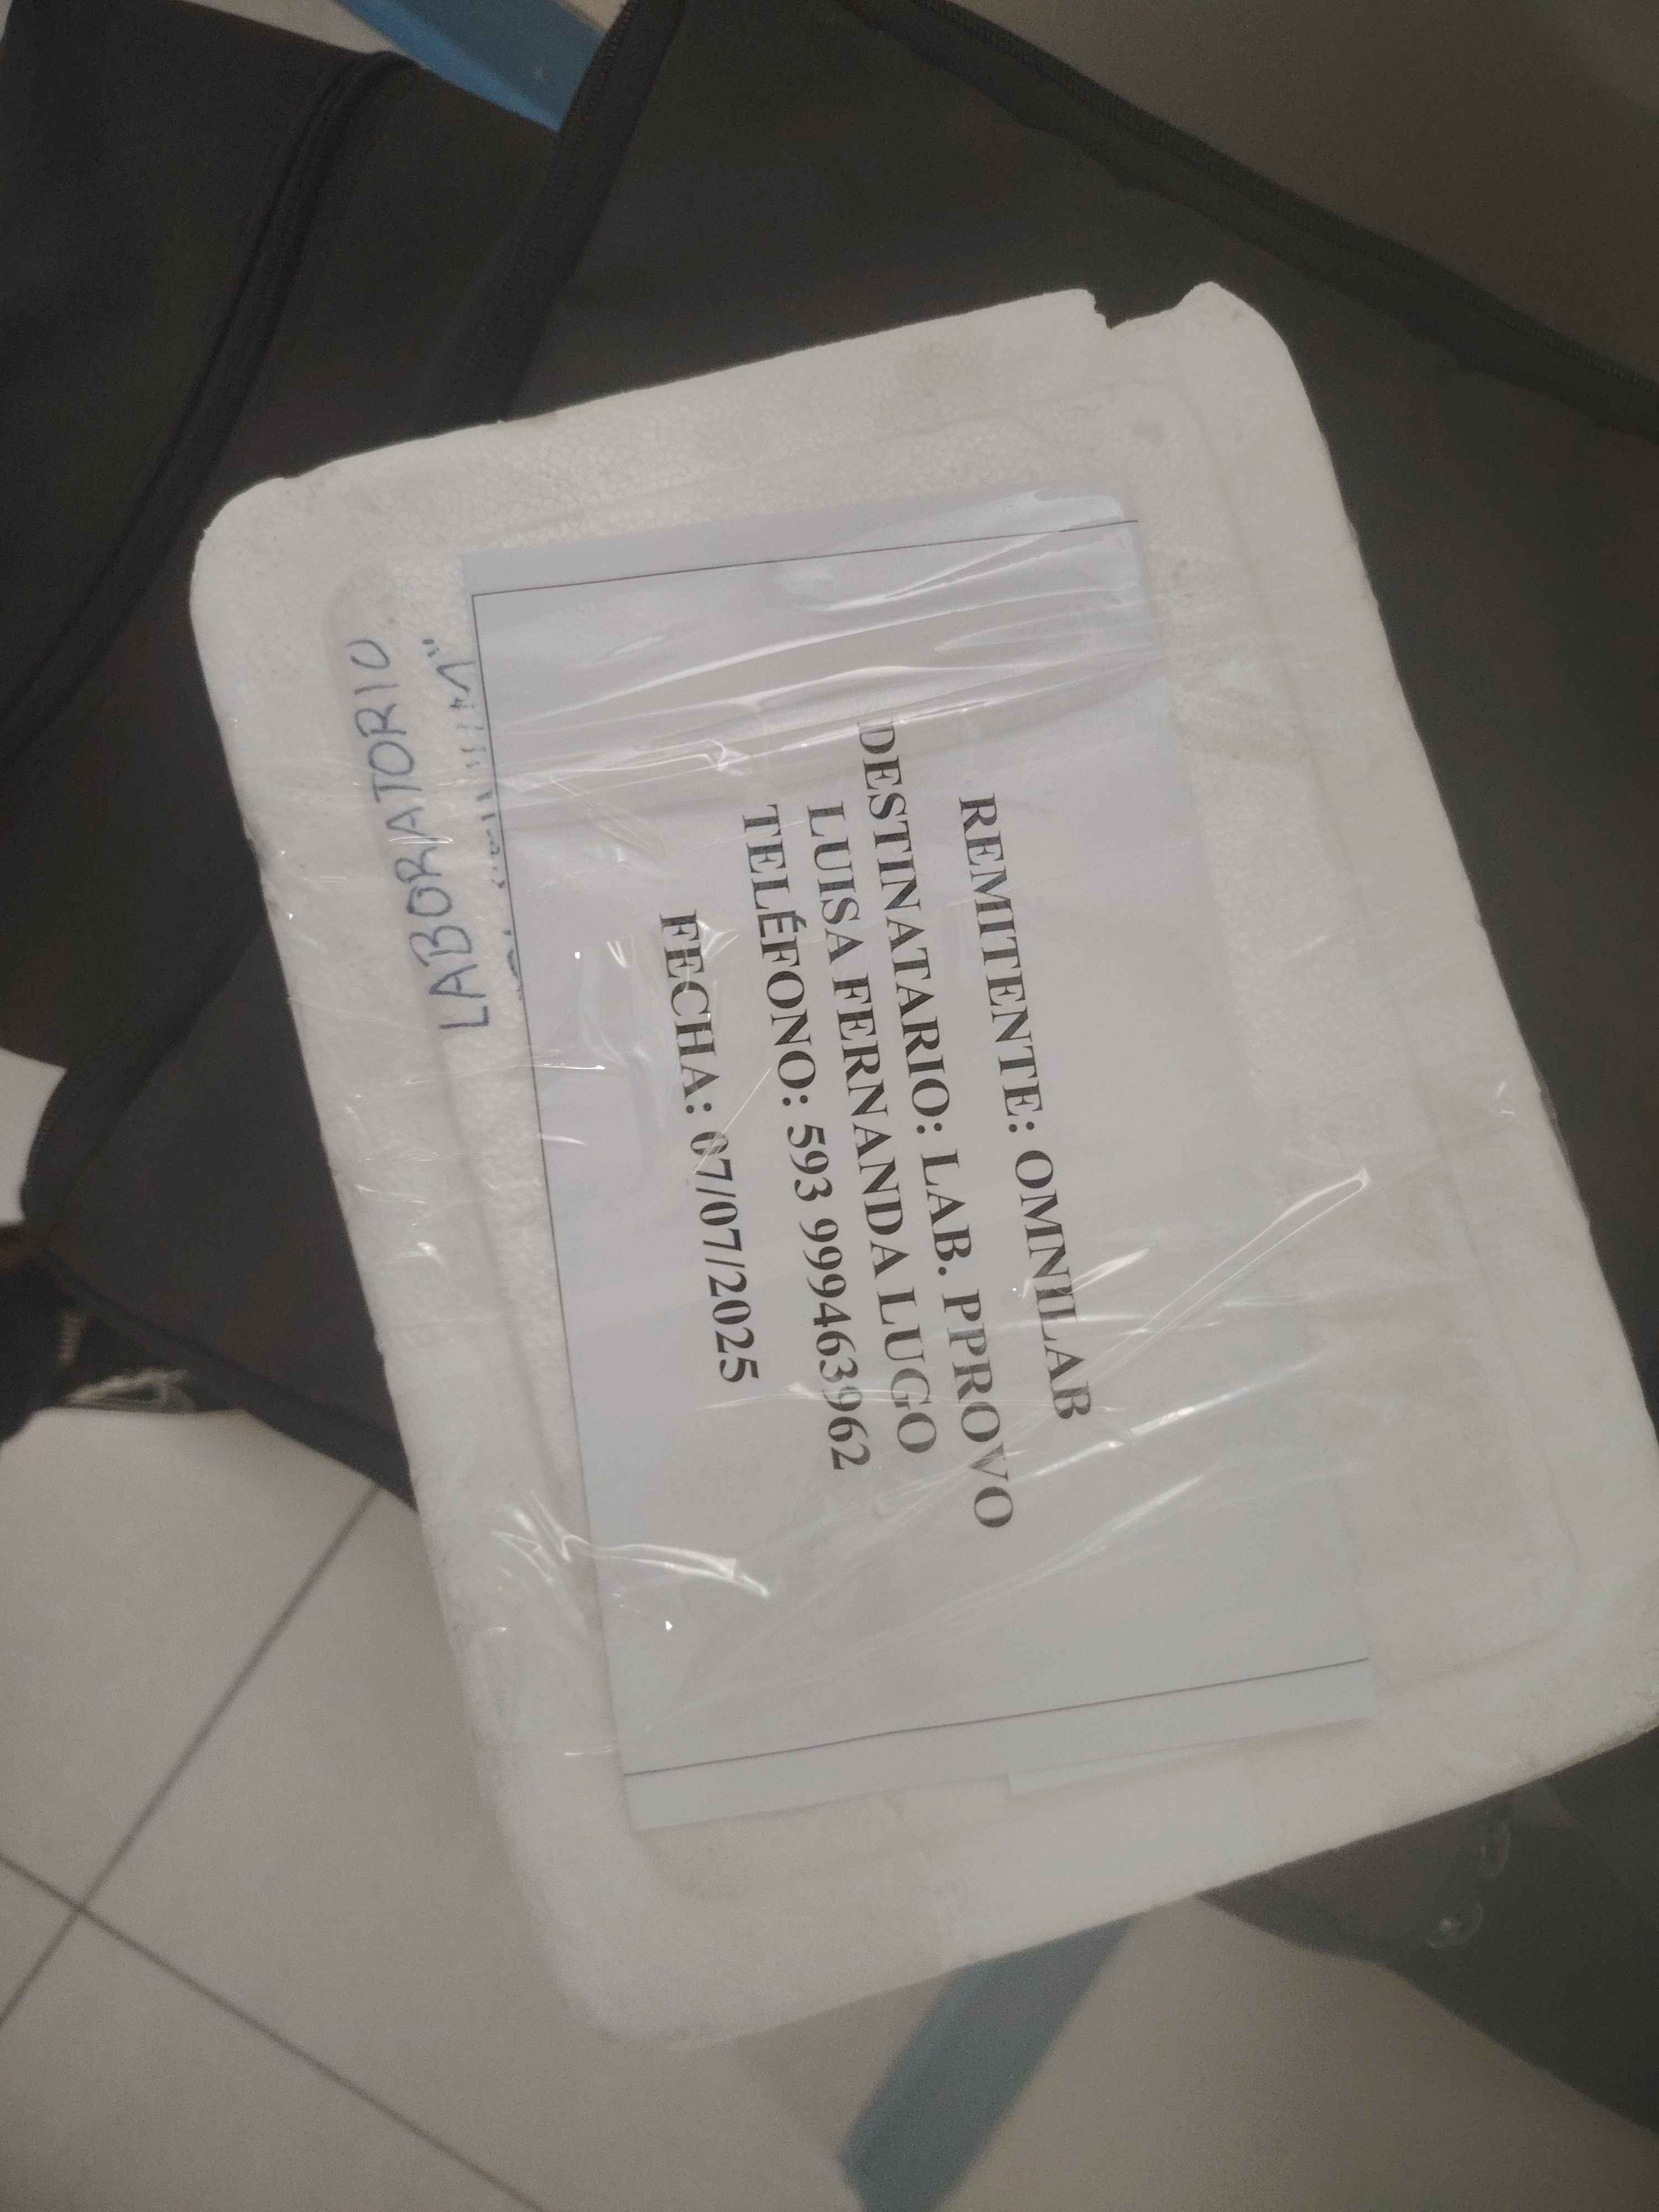 REMITENTE: OMNILAB
DESTINATARIO: LAB. PPROVO
LUISA FERNANDA LUGO
TELÉFONO: 593 999463962
FECHA: 07/07/2025
LABORATORIO